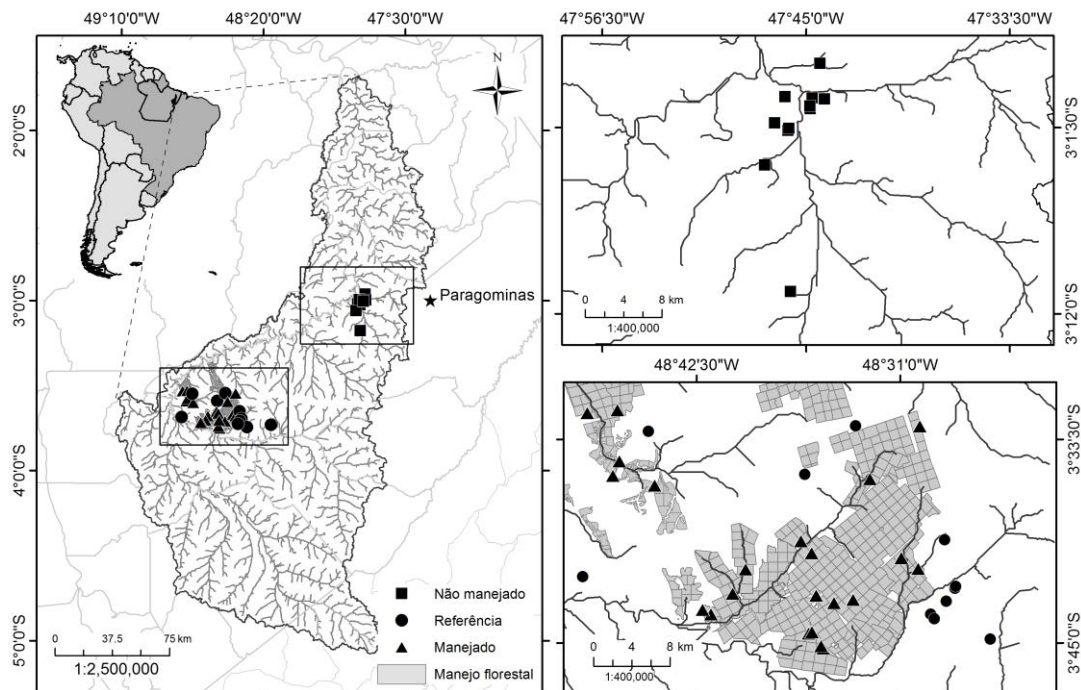 49°10'0"W 48°20'0"W 47°30'0"W
2°0'0"S
3°0'0"S
4°0'0"S
5°0'0"S
N
Paragominas
Não manejado
Referência
Manejado
Manejo florestal
0 37.5 75 km
1:2,500,000
47°56'30"W 47°45'0"W 47°33'30"W
3°1'30"S
3°12'0"S
0 4 8 km
1:400,000
48°42'30"W 48°31'0"W
3°33'30"S
3°45'0"S
0 4 8 km
1:400,000